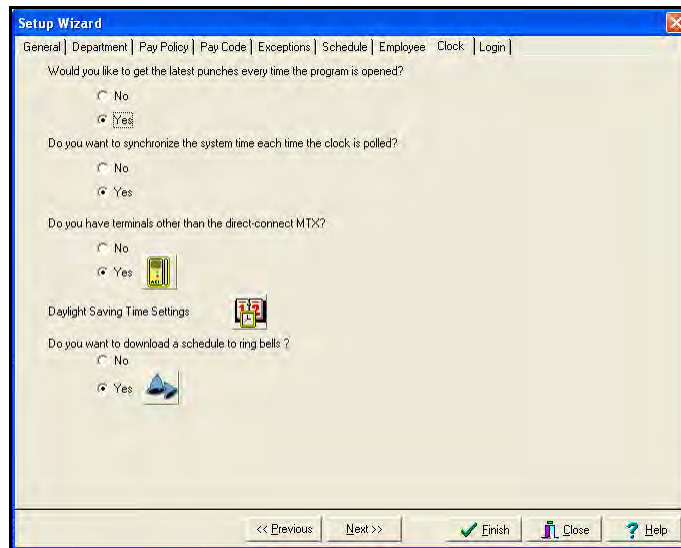 Setup Wizard
General Department Pay Policy Pay Code Exceptions Schedule Employee Clock Login
Would you like to get the latest punches every time the program is opened?
No
Yes
Do you want to synchronize the system time each time the clock is polled?
No
Yes
Do you have terminals other than the direct-connect MTX?
No
Yes
Daylight Saving Time Settings
Do you want to download a schedule to ring bells ?
No
Yes
<< Previous Next >> Finish Close ? Help